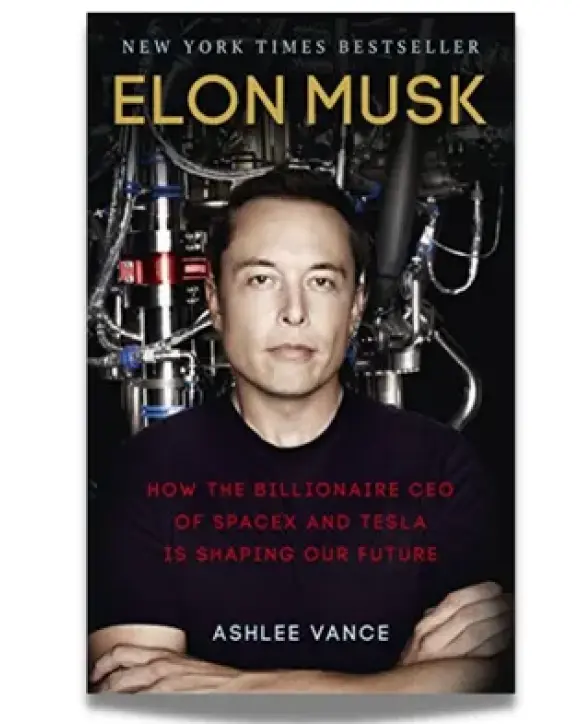 NEW YORK TIMES BESTSELLER
ELON MUSK
HOW THE BILLIONAIRE CEO
OF SPACEX AND TESLA
IS SHAPING OUR FUTURE
ASHLEE VANCE